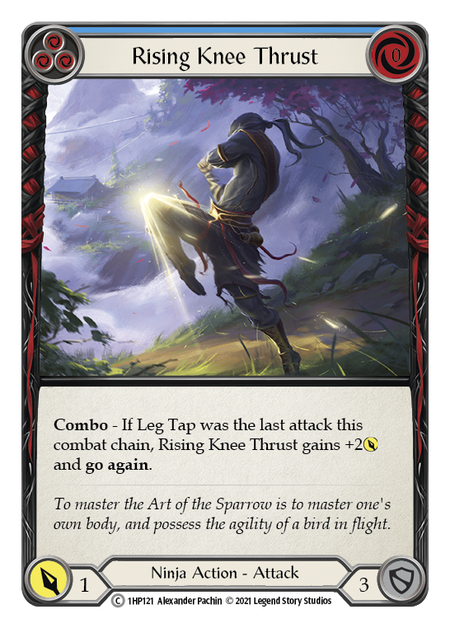 Rising Knee Thrust
0
Combo - If Leg Tap was the last attack this
combat chain, Rising Knee Thrust gains +2
and go again.
To master the Art of the Sparrow is to master one's
own body, and possess the agility of a bird in flight.
1
Ninja Action - Attack
3
C 1HP121 Alexander Pachin © 2021 Legend Story Studios